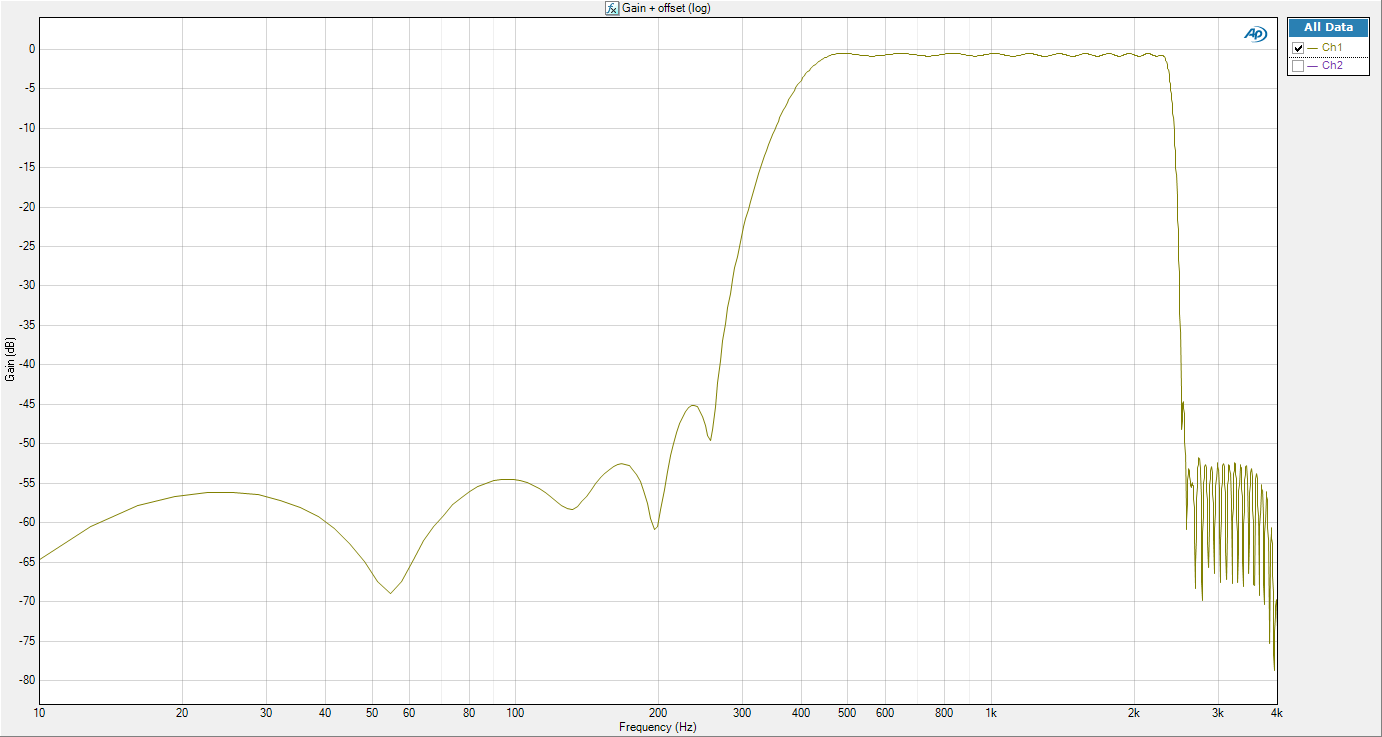 Gain + offset (log)
AP
All Data
Ch1
Ch2
0
-5
-10
-15
-20
-25
-30
-35
-40
-45
-50
-55
-60
-65
-70
-75
-80
Gain (dB)
10 20 30 40 50 60 80 100 200 300 400 500 600 800 1k 2k 3k 4k
Frequency (Hz)